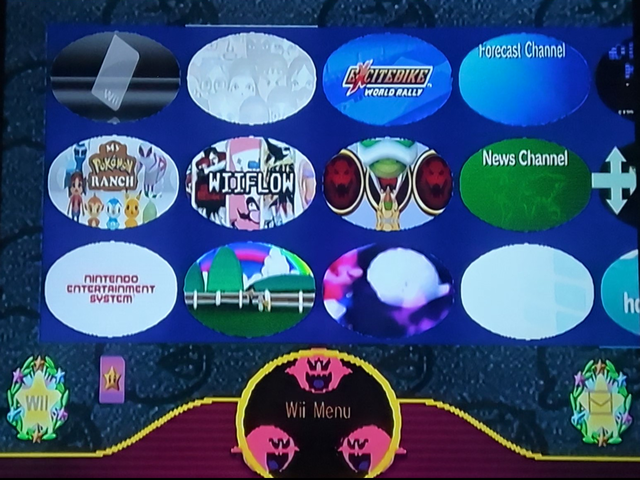 Wii
EXCITEBIKE
WORLD RALLY
Forecast Channel
MY
Pokémon
RANCH
WIIFLOW
News Channel
NINTENDO
ENTERTAINMENT
SYSTEM
Wii
Wii Menu